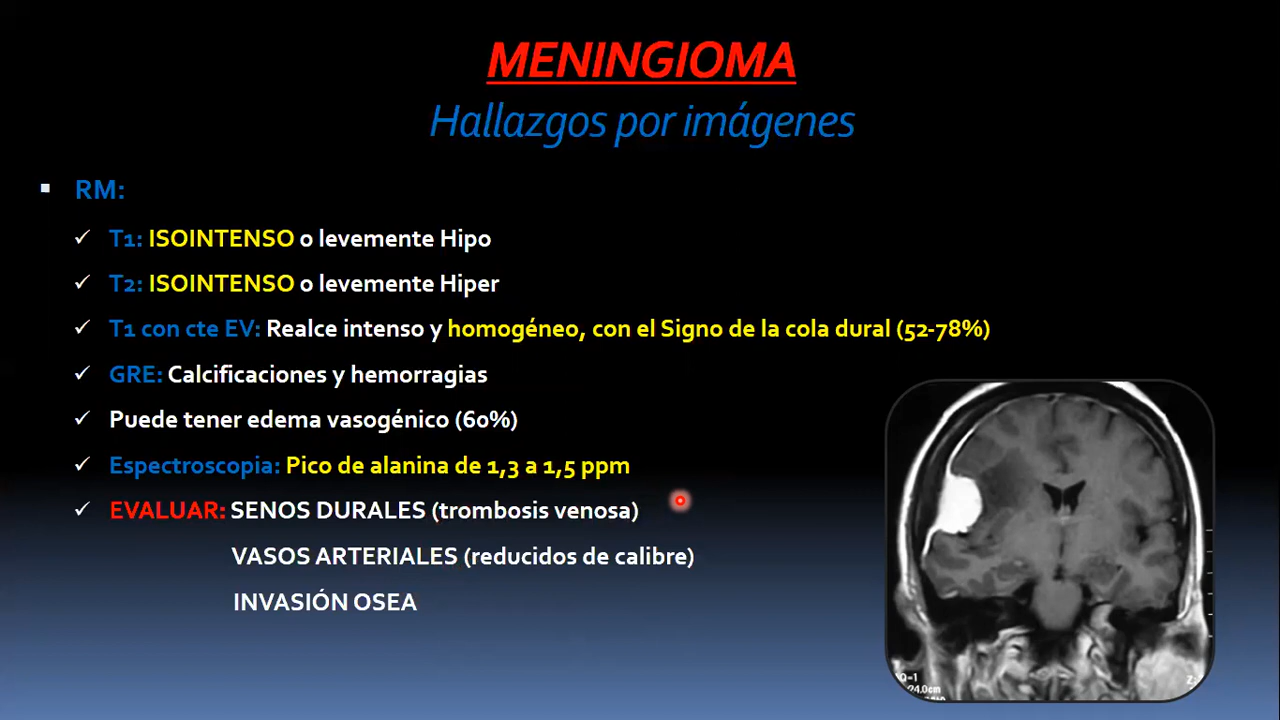 MENINGIOMA
Hallazgos por imágenes
RM:
T1: ISOINTENSO o levemente Hipo
T2: ISOINTENSO o levemente Hiper
T1 con cte EV: Realce intenso y homogéneo, con el Signo de la cola dural (52-78%)
GRE: Calcificaciones y hemorragias
Puede tener edema vasogénico (60%)
Espectroscopia: Pico de alanina de 1,3 a 1,5 ppm
EVALUAR: SENOS DURALES (trombosis venosa)
VASOS ARTERIALES (reducidos de calibre)
INVASIÓN OSEA
24.0cm